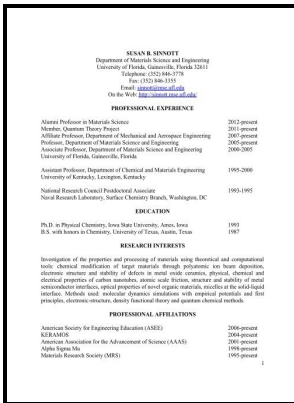 SUSAN B. SINNOTT
Department of Materials Science and Engineering
University of Florida, Gainesville, Florida 32611
Telephone: (352) 846-3778
Fax: (352) 846-3355
Email: sinnott@mse.ufl.edu
On the Web: http://sinnott.mse.ufl.edu/
PROFESSIONAL EXPERIENCE
Alumni Professor in Materials Science 2012-present
Member, Quantum Theory Project 2011-present
Affiliate Professor, Department of Mechanical and Aerospace Engineering 2007-present
Professor, Department of Materials Science and Engineering 2005-present
Associate Professor, Department of Materials Science and Engineering 2000-2005
University of Florida, Gainesville, Florida
Assistant Professor, Department of Chemical and Materials Engineering 1995-2000
University of Kentucky, Lexington, Kentucky
National Research Council Postdoctoral Associate 1993-1995
Naval Research Laboratory, Surface Chemistry Branch, Washington, DC
EDUCATION
Ph.D. in Physical Chemistry, Iowa State University, Ames, Iowa 1993
B.S. with honors in Chemistry, University of Texas, Austin, Texas 1987
RESEARCH INTERESTS
Investigation of the properties and processing of materials using theoretical and computational
tools: chemical modification of target materials through polyatomic ion beam deposition,
electronic structure and stability of defects in metal oxide ceramics, physical, chemical and
electrical properties of carbon nanotubes, atomic scale friction, structure and stability of metal
semiconductor interfaces, optical properties of novel organic materials, micelles at the solid-liquid
interface. Methods used: molecular dynamics simulations with empirical potentials and first
principles, electronic-structure, density functional theory and quantum chemical methods.
PROFESSIONAL AFFILIATIONS
American Society for Engineering Education (ASEE) 2006-present
KERAMOS 2004-present
American Association for the Advancement of Science (AAAS) 2001-present
Alpha Sigma Mu 1998-present
Materials Research Society (MRS) 1995-present
1